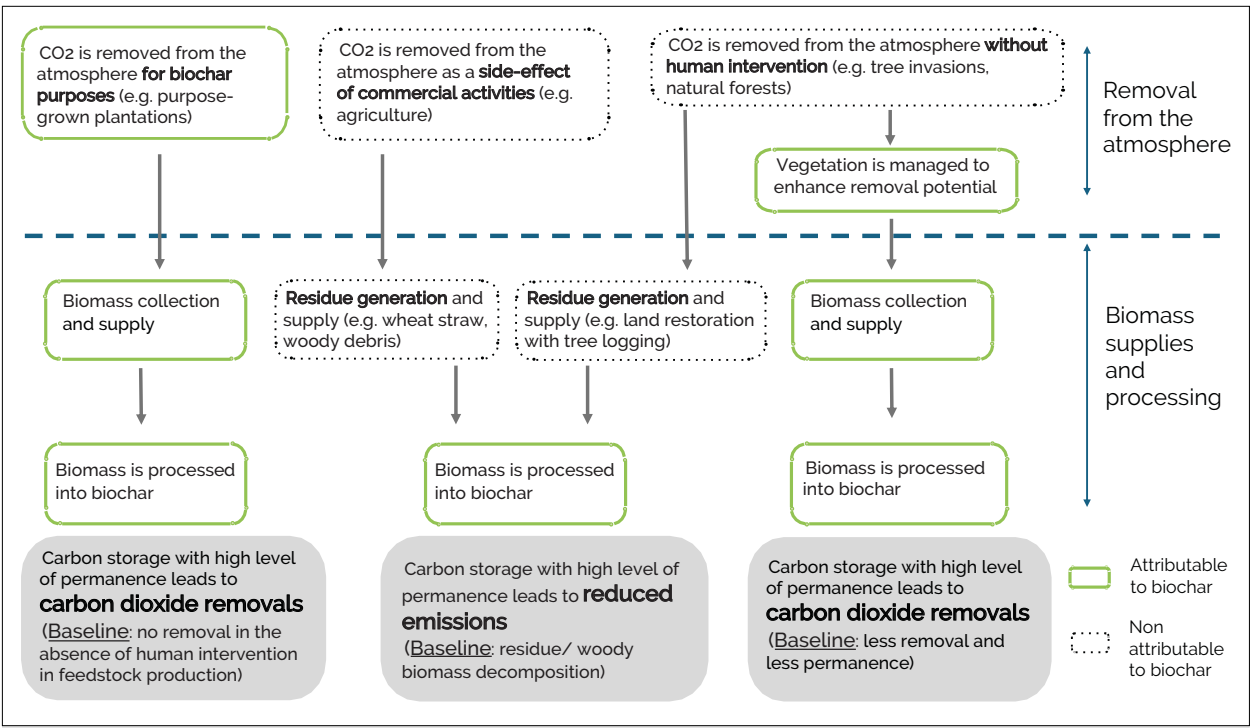 CO2 is removed from the
atmosphere for biochar
purposes (e.g. purpose-
grown plantations)
CO2 is removed from the
atmosphere as a side-effect
of commercial activities (e.g.
agriculture)
CO2 is removed from the atmosphere without
human intervention (e.g. tree invasions,
natural forests)
Removal
from the
atmosphere
Vegetation is managed to
enhance removal potential
Biomass collection
and supply
Residue generation and
supply (e.g. wheat straw,
woody debris)
Residue generation and
supply (e.g. land restoration
with tree logging)
Biomass collection
and supply
Biomass
supplies
and
processing
Biomass is processed
into biochar
Biomass is processed
into biochar
Biomass is processed
into biochar
Carbon storage with high level
of permanence leads to
carbon dioxide removals
(Baseline: no removal in the
absence of human intervention
in feedstock production)
Carbon storage with high level of
permanence leads to reduced
emissions
(Baseline: residue/ woody
biomass decomposition)
Carbon storage with high level
of permanence leads to
carbon dioxide removals
(Baseline: less removal and
less permanence)
Attributable
to biochar
Non
attributable
to biochar